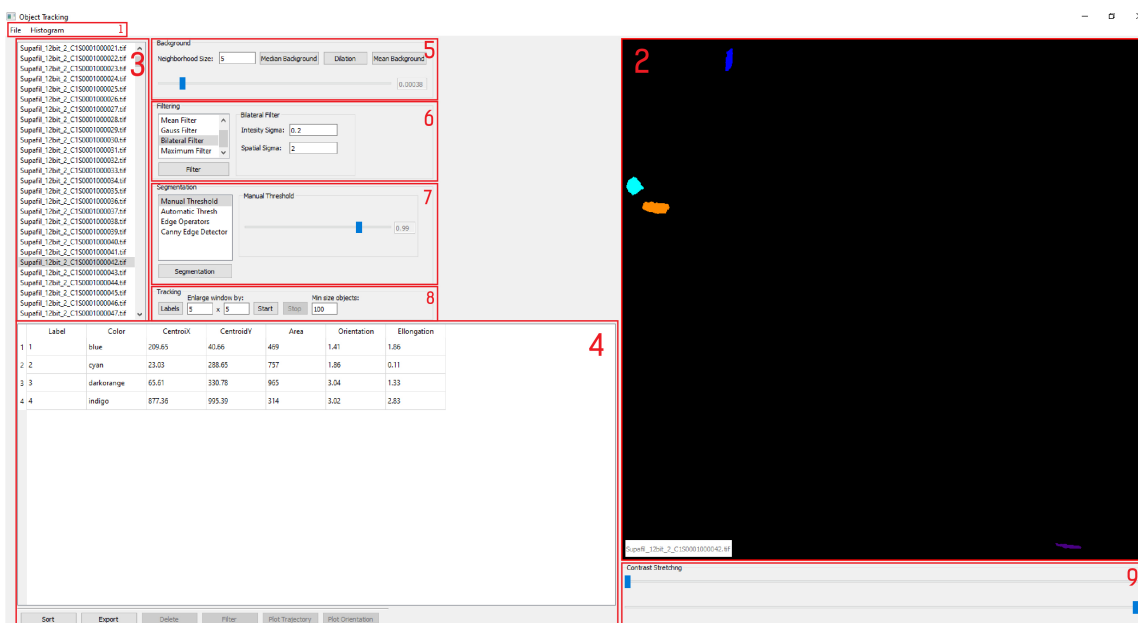 Object Tracking
File Histogram 1
3
Supafil_12bit_2_C1S0001000021.tif
Supafil_12bit_2_C1S0001000022.tif
Supafil_12bit_2_C1S0001000023.tif
Supafil_12bit_2_C1S0001000024.tif
Supafil_12bit_2_C1S0001000025.tif
Supafil_12bit_2_C1S0001000026.tif
Supafil_12bit_2_C1S0001000027.tif
Supafil_12bit_2_C1S0001000028.tif
Supafil_12bit_2_C1S0001000029.tif
Supafil_12bit_2_C1S0001000030.tif
Supafil_12bit_2_C1S0001000031.tif
Supafil_12bit_2_C1S0001000032.tif
Supafil_12bit_2_C1S0001000033.tif
Supafil_12bit_2_C1S0001000034.tif
Supafil_12bit_2_C1S0001000035.tif
Supafil_12bit_2_C1S0001000036.tif
Supafil_12bit_2_C1S0001000037.tif
Supafil_12bit_2_C1S0001000038.tif
Supafil_12bit_2_C1S0001000039.tif
Supafil_12bit_2_C1S0001000040.tif
Supafil_12bit_2_C1S0001000041.tif
Supafil_12bit_2_C1S0001000042.tif
Supafil_12bit_2_C1S0001000043.tif
Supafil_12bit_2_C1S0001000044.tif
Supafil_12bit_2_C1S0001000045.tif
Supafil_12bit_2_C1S0001000046.tif
Supafil_12bit_2_C1S0001000047.tif
Background
5
Neighborhood Size: 5 Median Background Dilation Mean Background
0.00038
Filtering
6
Mean Filter
Gauss Filter
Bilateral Filter
Maximum Filter
Filter
Bilateral Filter
Intesity Sigma: 0.2
Spatial Sigma: 2
Segmentation
7
Manual Threshold
Automatic Thresh
Edge Operators
Canny Edge Detector
Segmentation
Manual Threshold
0.99
Tracking
8
Enlarge window by: Min size objects:
Labels 5 x 5 Start Stop 100
2
Supafil_12bit_2_C1S0001000042.tif
4
Label Color CentroiX CentroidY Area Orientation Ellongation
1 1 blue 209.65 40.66 469 1.41 1.86
2 2 cyan 23.03 288.65 757 1.86 0.11
3 3 darkorange 65.61 330.78 965 3.04 1.33
4 4 indigo 877.36 995.39 314 3.02 2.83
Sort Export Delete Filter Plot Trajectory Plot Orientation
Contrast Stretchng
9